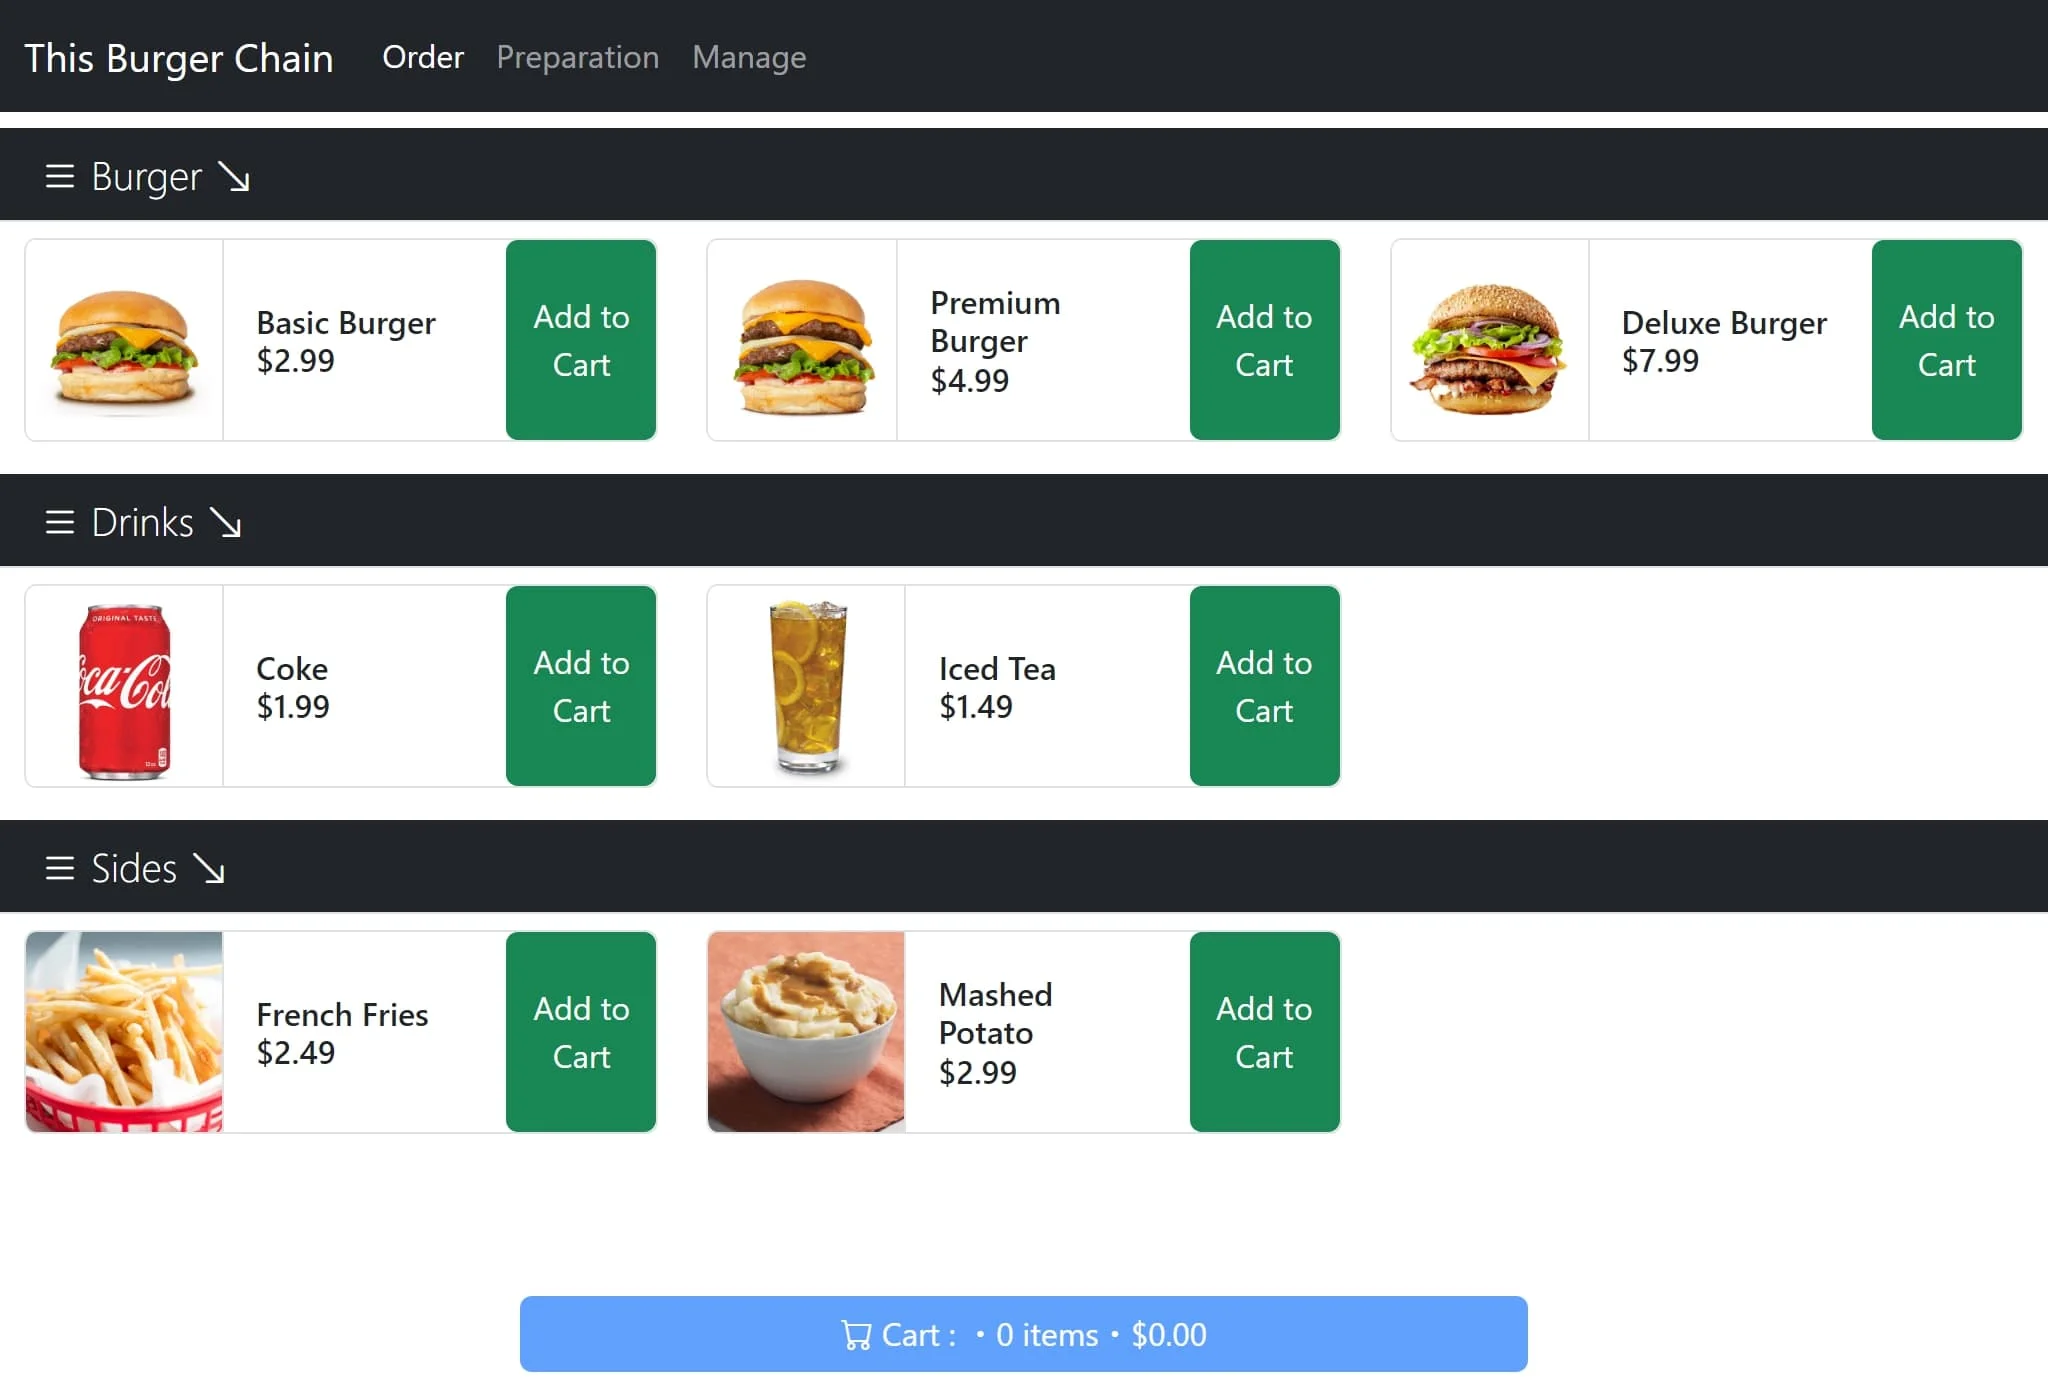 This Burger Chain Order Preparation Manage
Burger
Basic Burger
$2.99
Add to
Cart
Premium
Burger
$4.99
Add to
Cart
Deluxe Burger
$7.99
Add to
Cart
Drinks
ORIGINAL TASTE
Coca-Cola
Coke
$1.99
Add to
Cart
Iced Tea
$1.49
Add to
Cart
Sides
French Fries
$2.49
Add to
Cart
Mashed
Potato
$2.99
Add to
Cart
Cart : • 0 items • $0.00